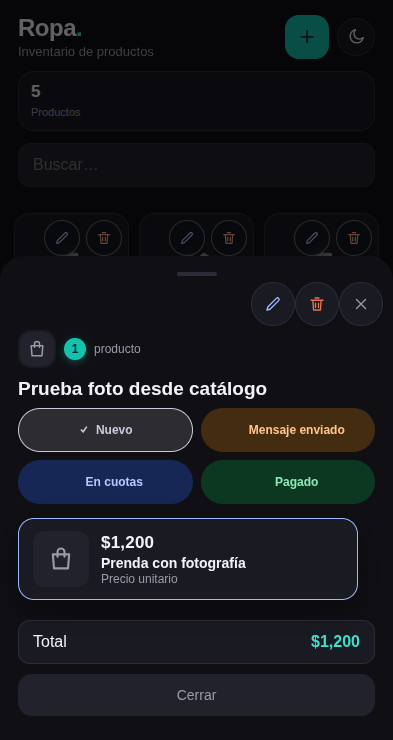 Ropa.
Inventario de productos
5
Productos
Buscar…
1 producto
Prueba foto desde catálogo
Nuevo
Mensaje enviado
En cuotas
Pagado
$1,200
Prenda con fotografía
Precio unitario
Total $1,200
Cerrar